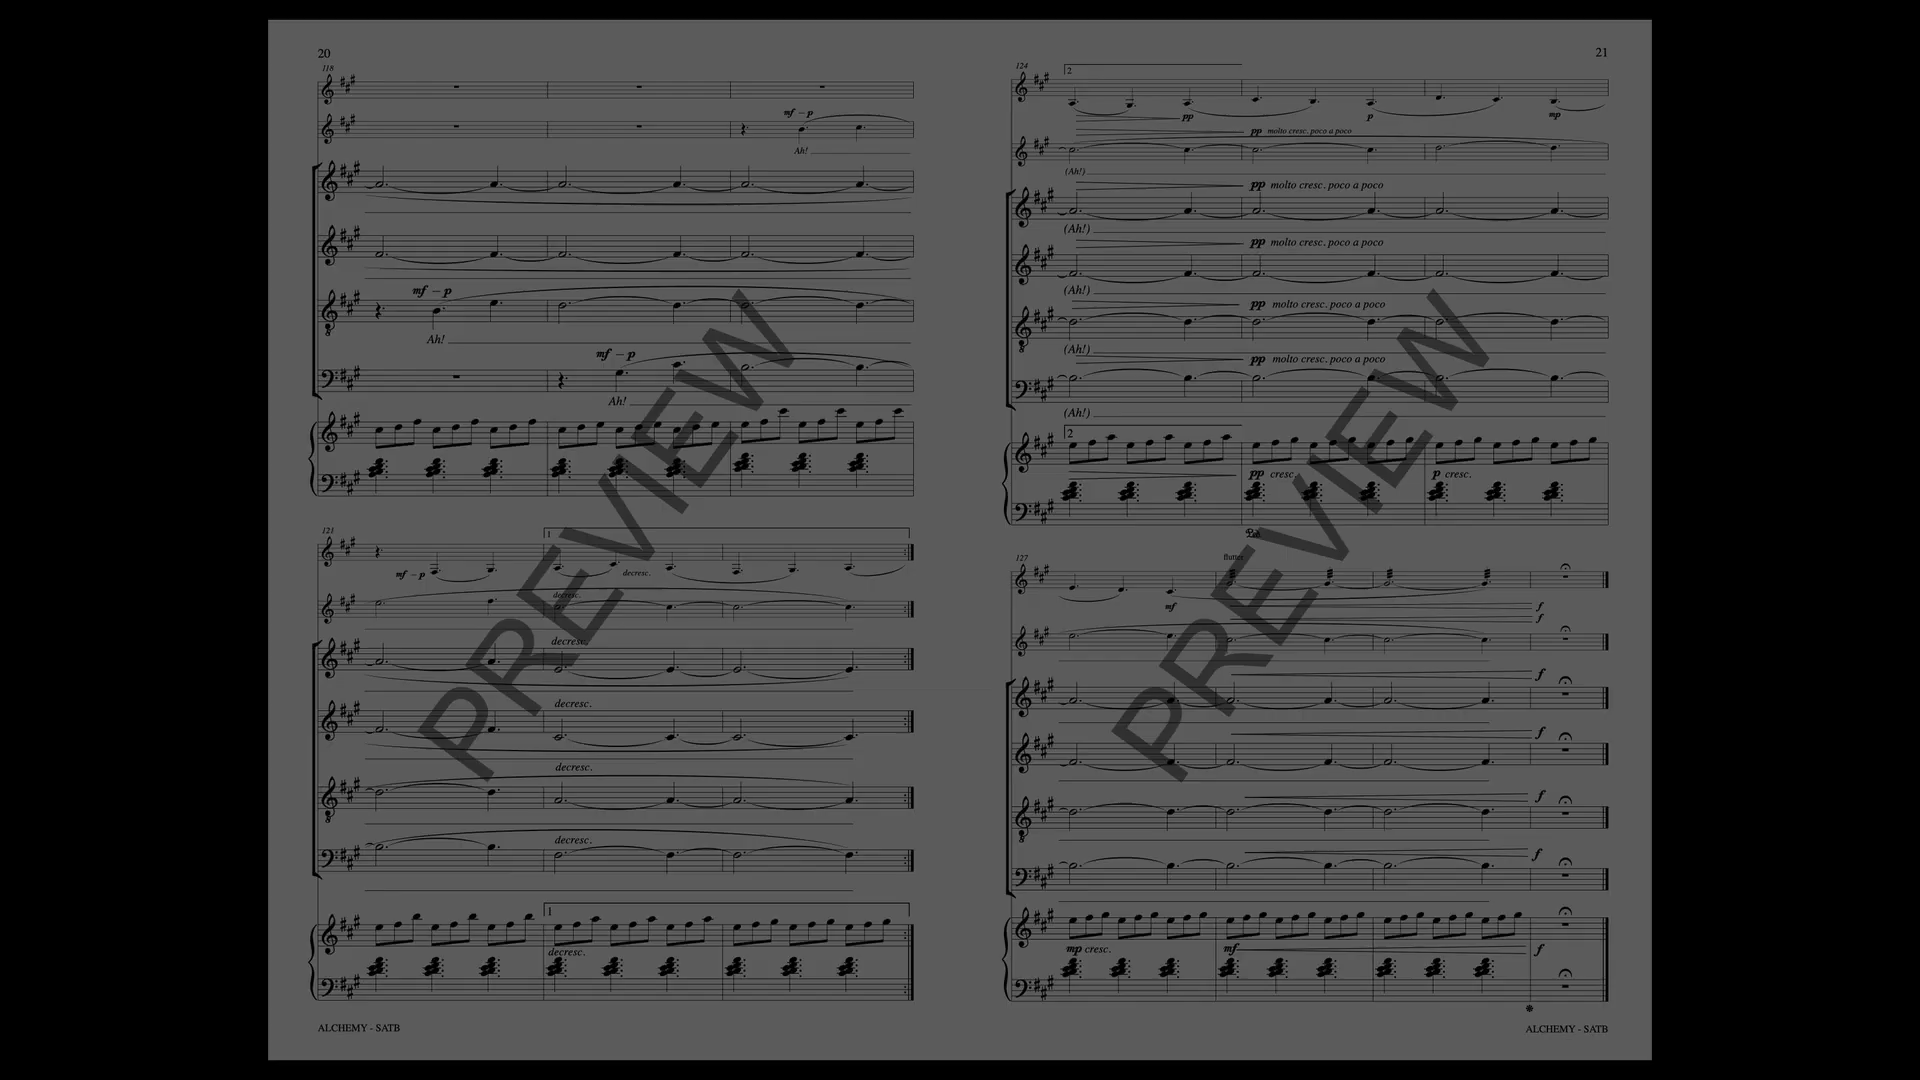 20
118
mf – p
Ah!
mf – p
Ah!
mf – p
Ah!
121
1
mf – p
decresc.
decresc.
decresc.
decresc.
decresc.
decresc.
1
decresc.
ALCHEMY - SATB
PREVIEW
21
124
2
pp p mp
pp molto cresc. poco a poco
(Ah!)
pp molto cresc. poco a poco
(Ah!)
pp molto cresc. poco a poco
(Ah!)
pp molto cresc. poco a poco
(Ah!)
pp molto cresc. poco a poco
(Ah!)
2
pp cresc. p cresc.
Ped.
127
flutter
mf f
f
f
f
f
f
mp cresc. mf f
ALCHEMY - SATB
PREVIEW